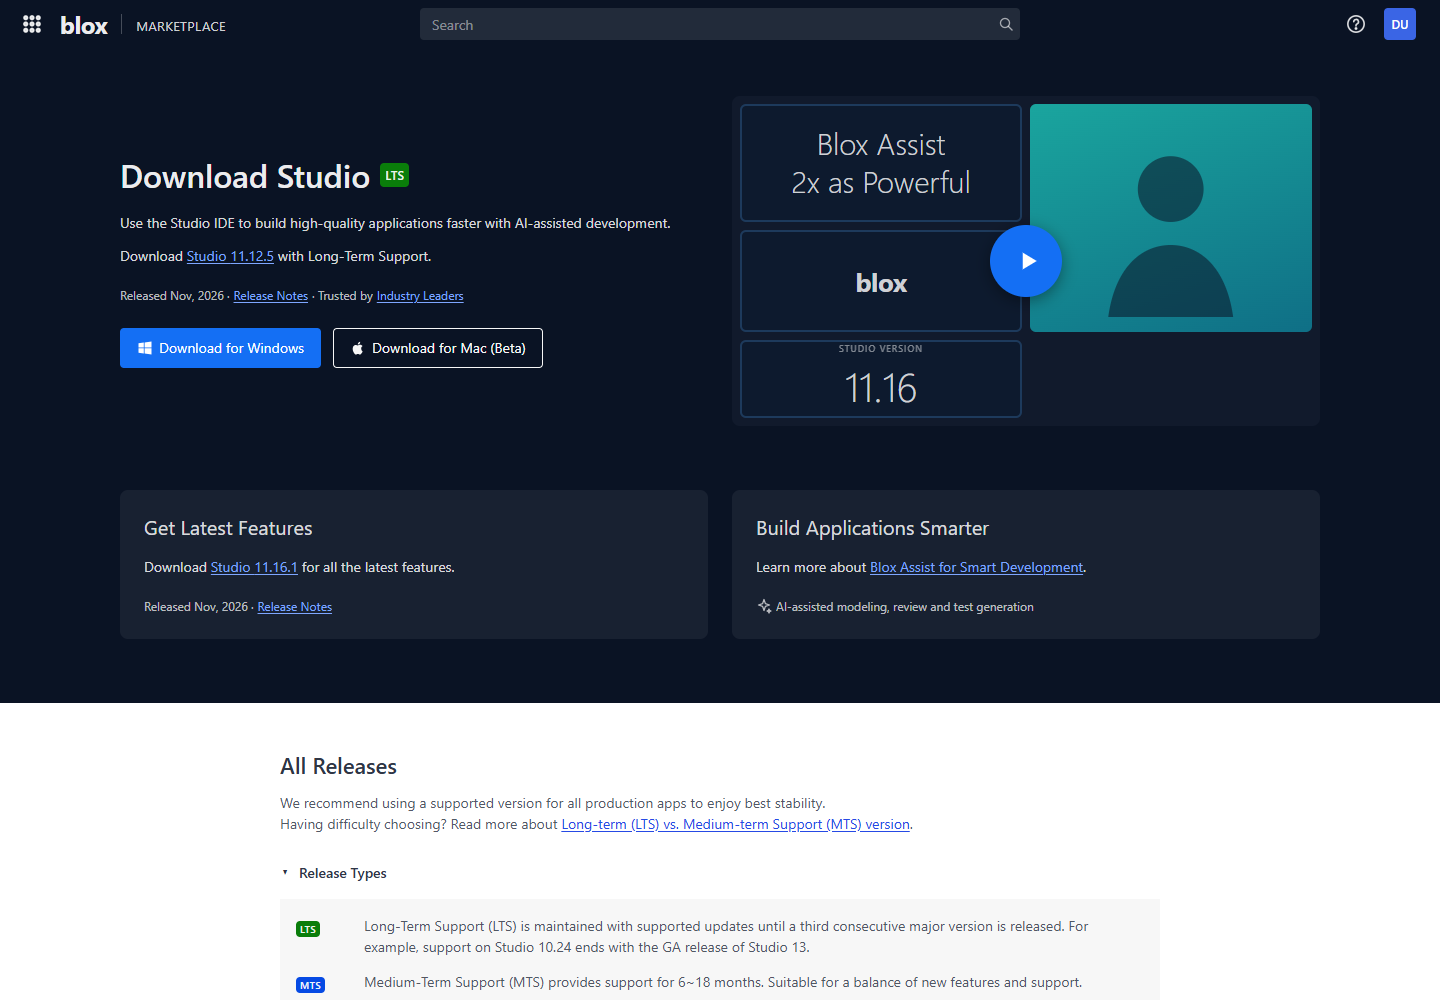 blox
MARKETPLACE
Search
DU
Download Studio LTS
Use the Studio IDE to build high-quality applications faster with AI-assisted development.
Download Studio 11.12.5 with Long-Term Support.
Released Nov, 2026 · Release Notes · Trusted by Industry Leaders
Download for Windows
Download for Mac (Beta)
Blox Assist
2x as Powerful
blox
STUDIO VERSION
11.16
Get Latest Features
Download Studio 11.16.1 for all the latest features.
Released Nov, 2026 · Release Notes
Build Applications Smarter
Learn more about Blox Assist for Smart Development.
AI-assisted modeling, review and test generation
All Releases
We recommend using a supported version for all production apps to enjoy best stability.
Having difficulty choosing? Read more about Long-term (LTS) vs. Medium-term Support (MTS) version.
Release Types
LTS
Long-Term Support (LTS) is maintained with supported updates until a third consecutive major version is released. For
example, support on Studio 10.24 ends with the GA release of Studio 13.
MTS
Medium-Term Support (MTS) provides support for 6~18 months. Suitable for a balance of new features and support.